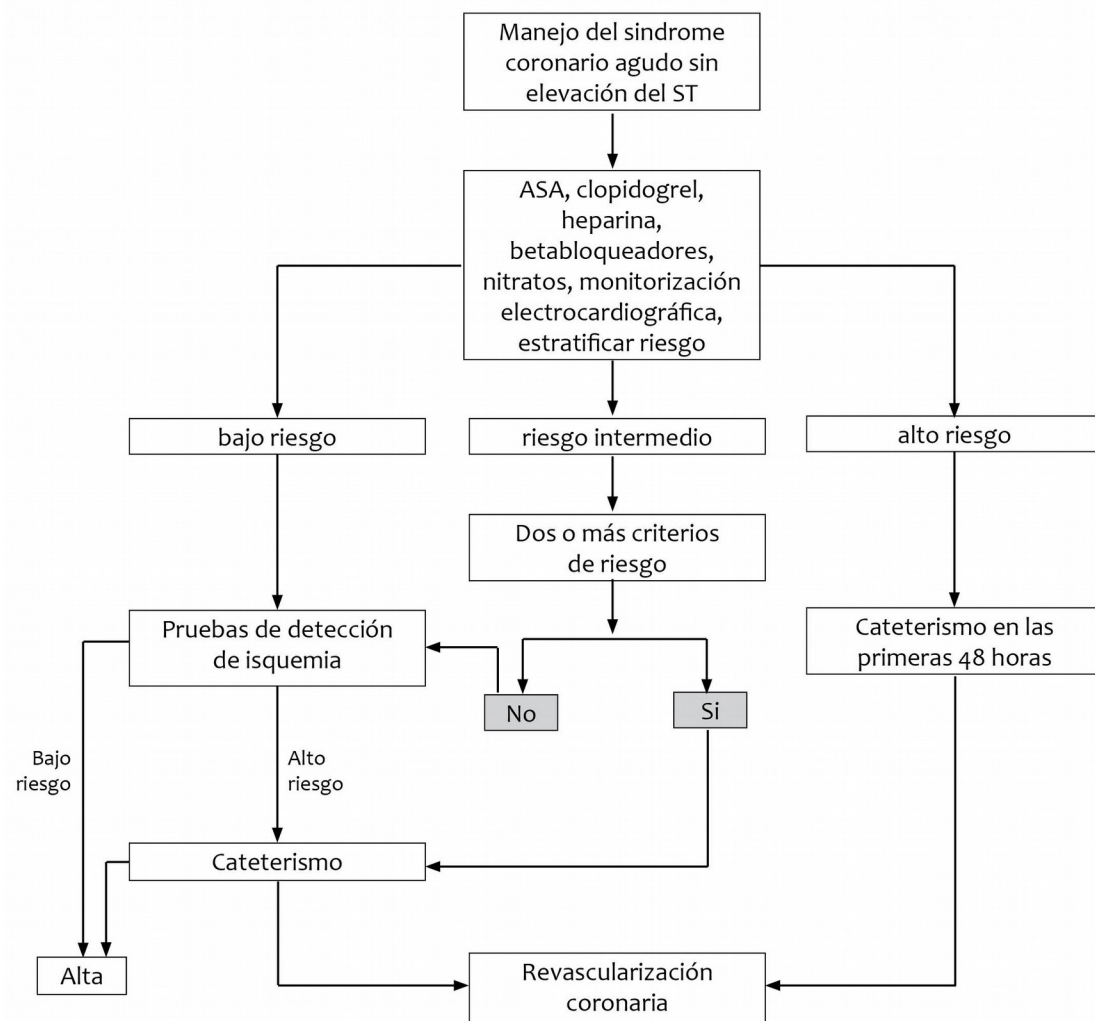 Manejo del sindrome
coronario agudo sin
elevación del ST
ASA, clopidogrel,
heparina,
betabloqueadores,
nitratos, monitorización
electrocardiográfica,
estratificar riesgo
bajo riesgo
riesgo intermedio
alto riesgo
Dos o más criterios
de riesgo
Pruebas de detección
de isquemia
Cateterismo en las
primeras 48 horas
No
Si
Bajo
riesgo
Alto
riesgo
Cateterismo
Alta
Revascularización
coronaria